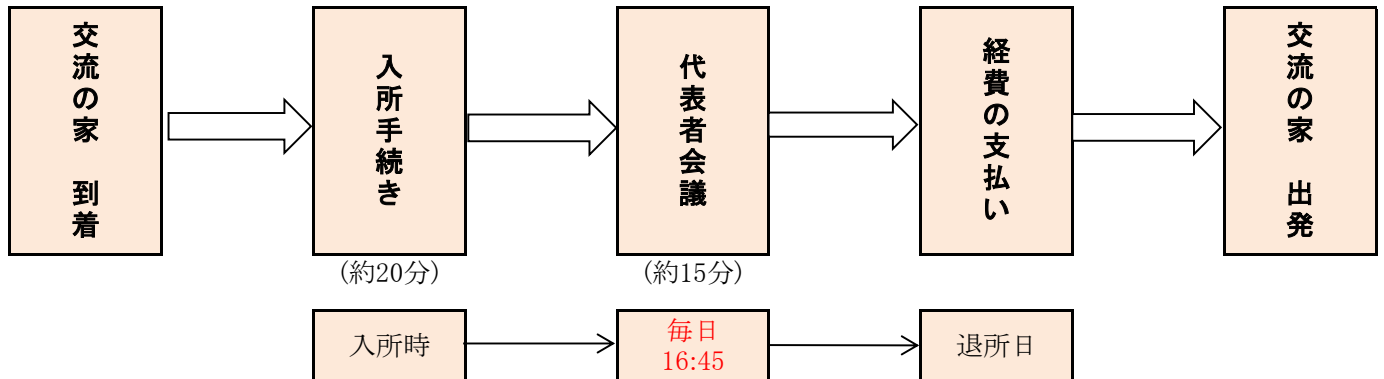 交流の家　到着
入所手続き
代表者会議
経費の支払い
交流の家　出発
(約20分)
(約15分)
入所時
毎日
16:45
退所日